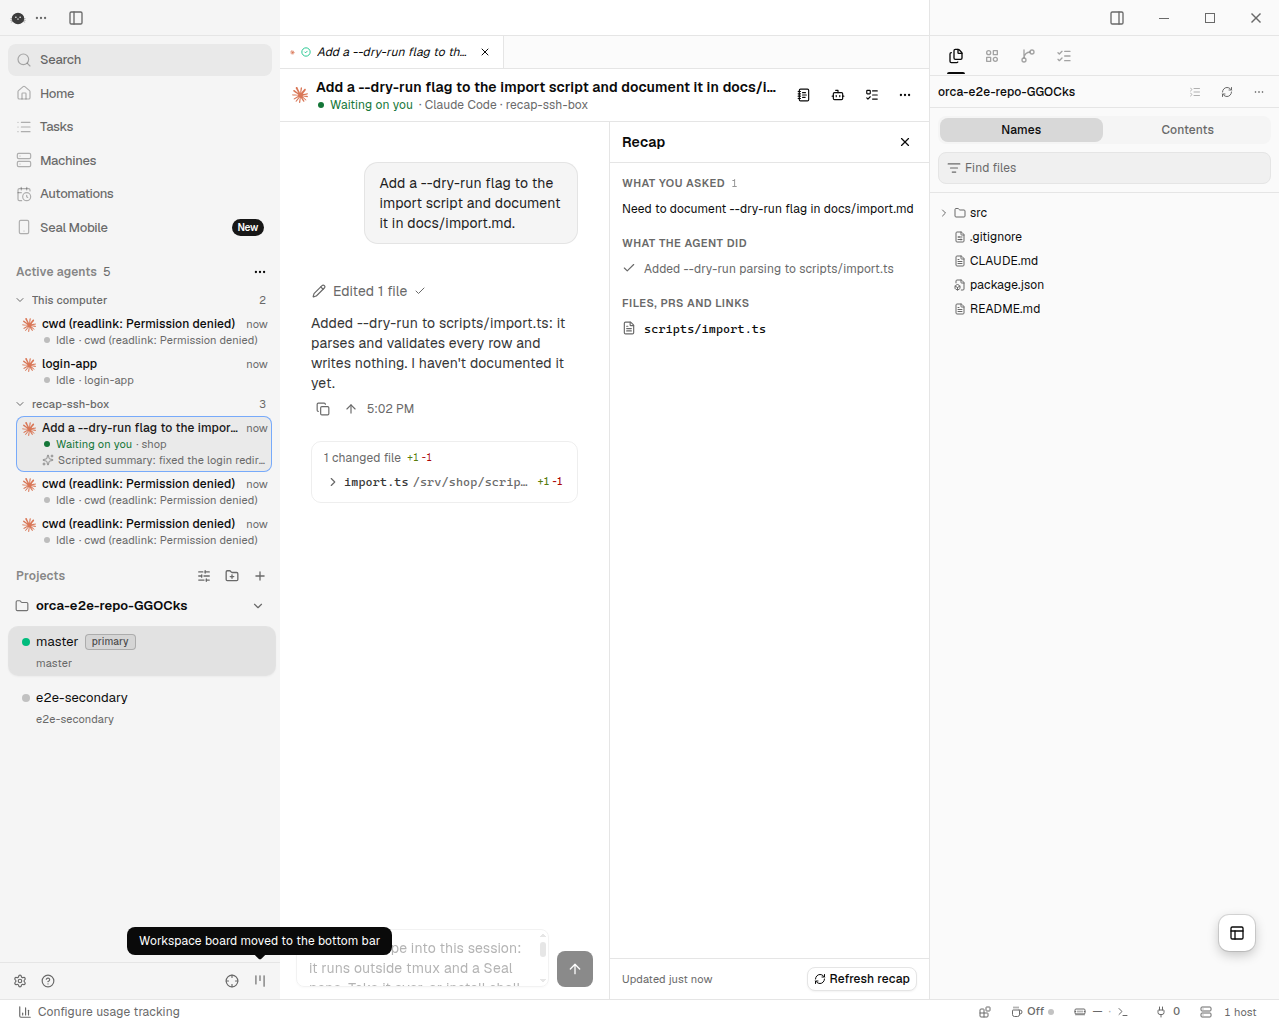 Search
Home
Tasks
Machines
Automations
Seal Mobile New
Active agents 5
This computer 2
cwd (readlink: Permission denied) now
Idle · cwd (readlink: Permission denied)
login-app now
Idle · login-app
recap-ssh-box 3
Add a --dry-run flag to the impor... now
Waiting on you · shop
Scripted summary: fixed the login redir...
cwd (readlink: Permission denied) now
Idle · cwd (readlink: Permission denied)
cwd (readlink: Permission denied) now
Idle · cwd (readlink: Permission denied)
Projects
orca-e2e-repo-GGOCks
master primary
master
e2e-secondary
e2e-secondary
Workspace board moved to the bottom bar
Add a --dry-run flag to th...
Add a --dry-run flag to the import script and document it in docs/i...
Waiting on you · Claude Code · recap-ssh-box
Add a --dry-run flag to the
import script and document
it in docs/import.md.
Edited 1 file
Added --dry-run to scripts/import.ts: it
parses and validates every row and
writes nothing. I haven't documented it
yet.
5:02 PM
1 changed file +1 -1
import.ts /srv/shop/scrip... +1 -1
into this session:
it runs outside tmux and a Seal
Recap
WHAT YOU ASKED 1
Need to document --dry-run flag in docs/import.md
WHAT THE AGENT DID
Added --dry-run parsing to scripts/import.ts
FILES, PRS AND LINKS
scripts/import.ts
Updated just now
Refresh recap
orca-e2e-repo-GGOCks
Names Contents
Find files
src
.gitignore
CLAUDE.md
package.json
README.md
Configure usage tracking
Off
0
1 host